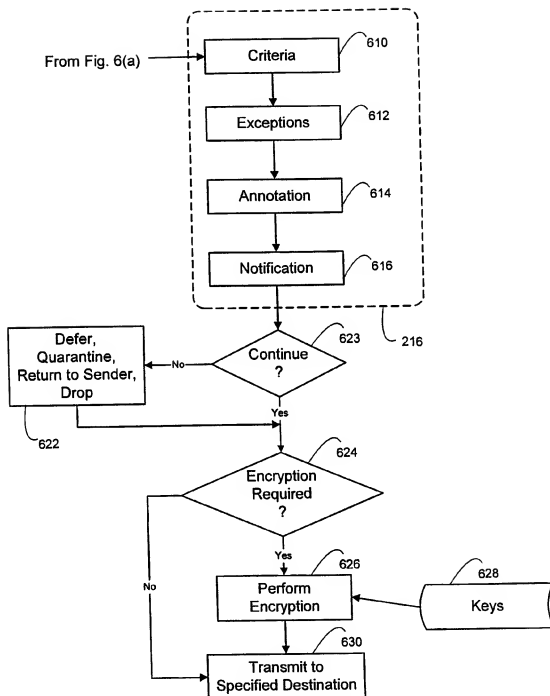 From Fig. 6(a)
Criteria
610
Exceptions
612
Annotation
614
Notification
616
216
Continue
?
623
No
Defer,
Quarantine,
Return to Sender,
Drop
622
Yes
624
Encryption
Required
?
Yes
No
626
Perform
Encryption
628
Keys
630
Transmit to
Specified Destination